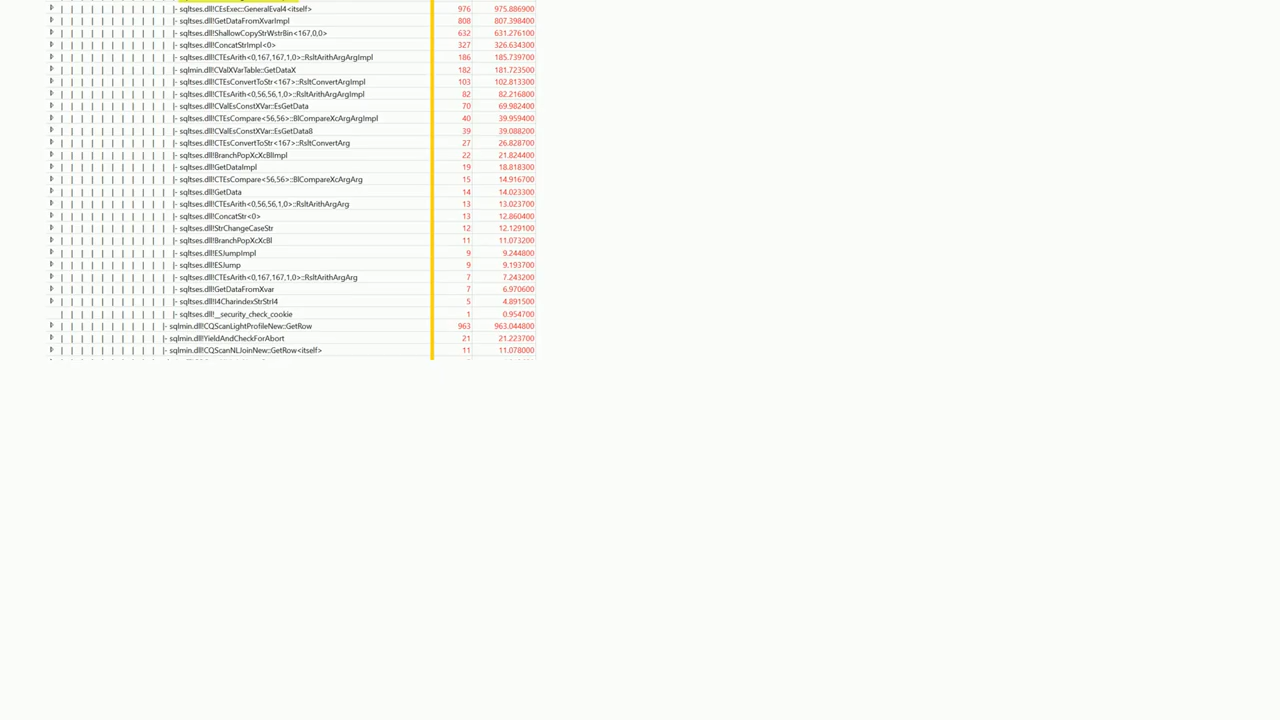 |- sqltses.dll!CEsExec::GeneralEval4<itself> 976 975.886900
|- sqltses.dll!GetDataFromXvarImpl 808 807.398400
|- sqltses.dll!ShallowCopyStrWstrBin<167,0,0> 632 631.276100
|- sqltses.dll!ConcatStrImpl<0> 327 326.634300
|- sqltses.dll!CTEsArith<0,167,167,1,0>::RsltArithArgArgImpl 186 185.739700
|- sqlmin.dll!CValXVarTable::GetDataX 182 181.723500
|- sqltses.dll!CTEsConvertToStr<167>::RsltConvertArgImpl 103 102.813300
|- sqltses.dll!CTEsArith<0,56,56,1,0>::RsltArithArgArgImpl 82 82.216800
|- sqltses.dll!CValEsConstXVar::EsGetData 70 69.982400
|- sqltses.dll!CTEsCompare<56,56>::BlCompareXcArgArgImpl 40 39.959400
|- sqltses.dll!CValEsConstXVar::EsGetData8 39 39.088200
|- sqltses.dll!CTEsConvertToStr<167>::RsltConvertArg 27 26.828700
|- sqltses.dll!BranchPopXcXcBlImpl 22 21.824400
|- sqltses.dll!GetDataImpl 19 18.818300
|- sqltses.dll!CTEsCompare<56,56>::BlCompareXcArgArg 15 14.916700
|- sqltses.dll!GetData 14 14.023300
|- sqltses.dll!CTEsArith<0,56,56,1,0>::RsltArithArgArg 13 13.023700
|- sqltses.dll!ConcatStr<0> 13 12.860400
|- sqltses.dll!StrChangeCaseStr 12 12.129100
|- sqltses.dll!BranchPopXcXcBl 11 11.073200
|- sqltses.dll!ESJumpImpl 9 9.244800
|- sqltses.dll!ESJump 9 9.193700
|- sqltses.dll!CTEsArith<0,167,167,1,0>::RsltArithArgArg 7 7.243200
|- sqltses.dll!GetDataFromXvar 7 6.970600
|- sqltses.dll!I4CharindexStrStrI4 5 4.891500
|- sqltses.dll!__security_check_cookie 1 0.954700
|- sqlmin.dll!CQScanLightProfileNew::GetRow 963 963.044800
|- sqlmin.dll!YieldAndCheckForAbort 21 21.223700
|- sqlmin.dll!CQScanNLJoinNew::GetRow<itself> 11 11.078000